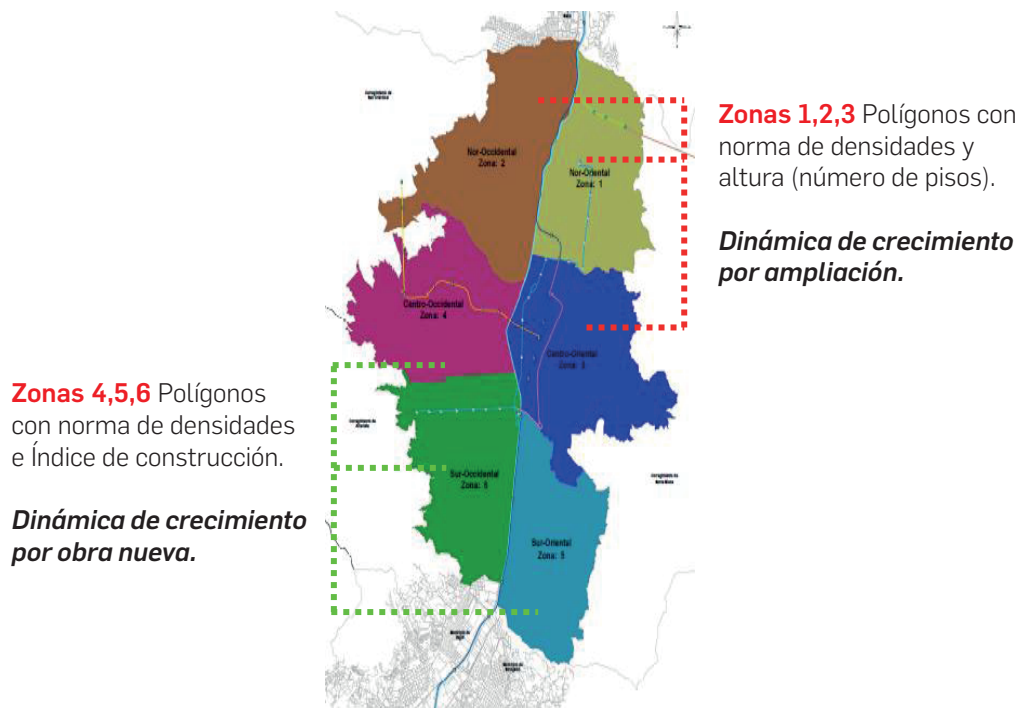 Zonas 1,2,3 Polígonos con
norma de densidades y
altura (número de pisos).
Dinámica de crecimiento
por ampliación.
Nor-Occidental
Zona: 2
Nor-Oriental
Zona: 1
Centro-Occidental
Zona: 4
Centro-Oriental
Zona: 3
Zonas 4,5,6 Polígonos
con norma de densidades
e Índice de construcción.
Dinámica de crecimiento
por obra nueva.
Sur-Occidental
Zona: 6
Sur-Oriental
Zona: 5